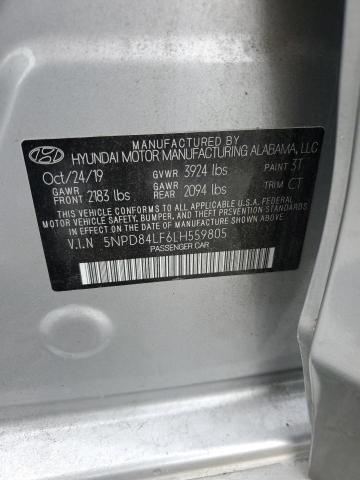 MANUFACTURED BY
HYUNDAI MOTOR MANUFACTURING ALABAMA, LLC
Oct/24/19 GVWR 3924 lbs PAINT 3T
GAWR FRONT 2183 lbs GAWR REAR 2094 lbs TRIM CT
THIS VEHICLE CONFORMS TO ALL APPLICABLE U.S.A. FEDERAL
MOTOR VEHICLE SAFETY, BUMPER, AND THEFT PREVENTION STANDARDS
IN EFFECT ON THE DATE OF MANUFACTURE SHOWN ABOVE.
V.I.N 5NPD84LF6LH559805
PASSENGER CAR